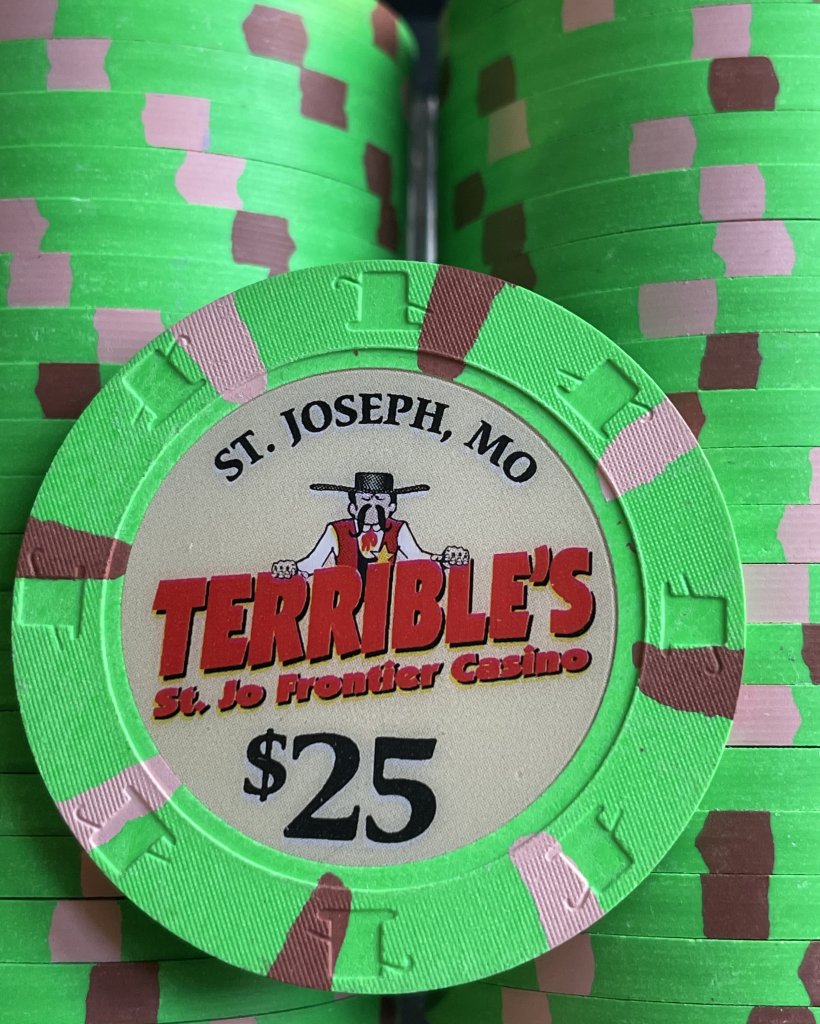 ST. JOSEPH, MO
TERRIBLE'S
St. Jo Frontier Casino
$25